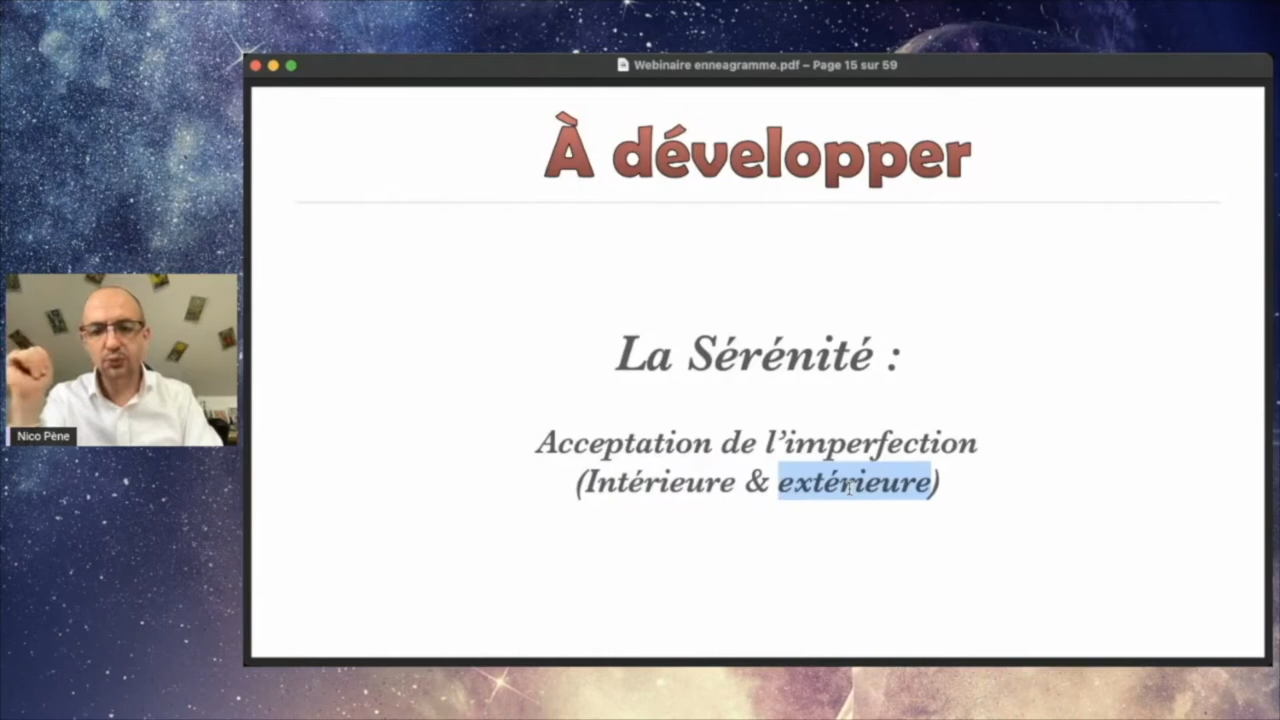 Webinaire enneagramme.pdf – Page 15 sur 59
À développer
La Sérénité :
Acceptation de l’imperfection
(Intérieure & extérieure)
Nico Pène